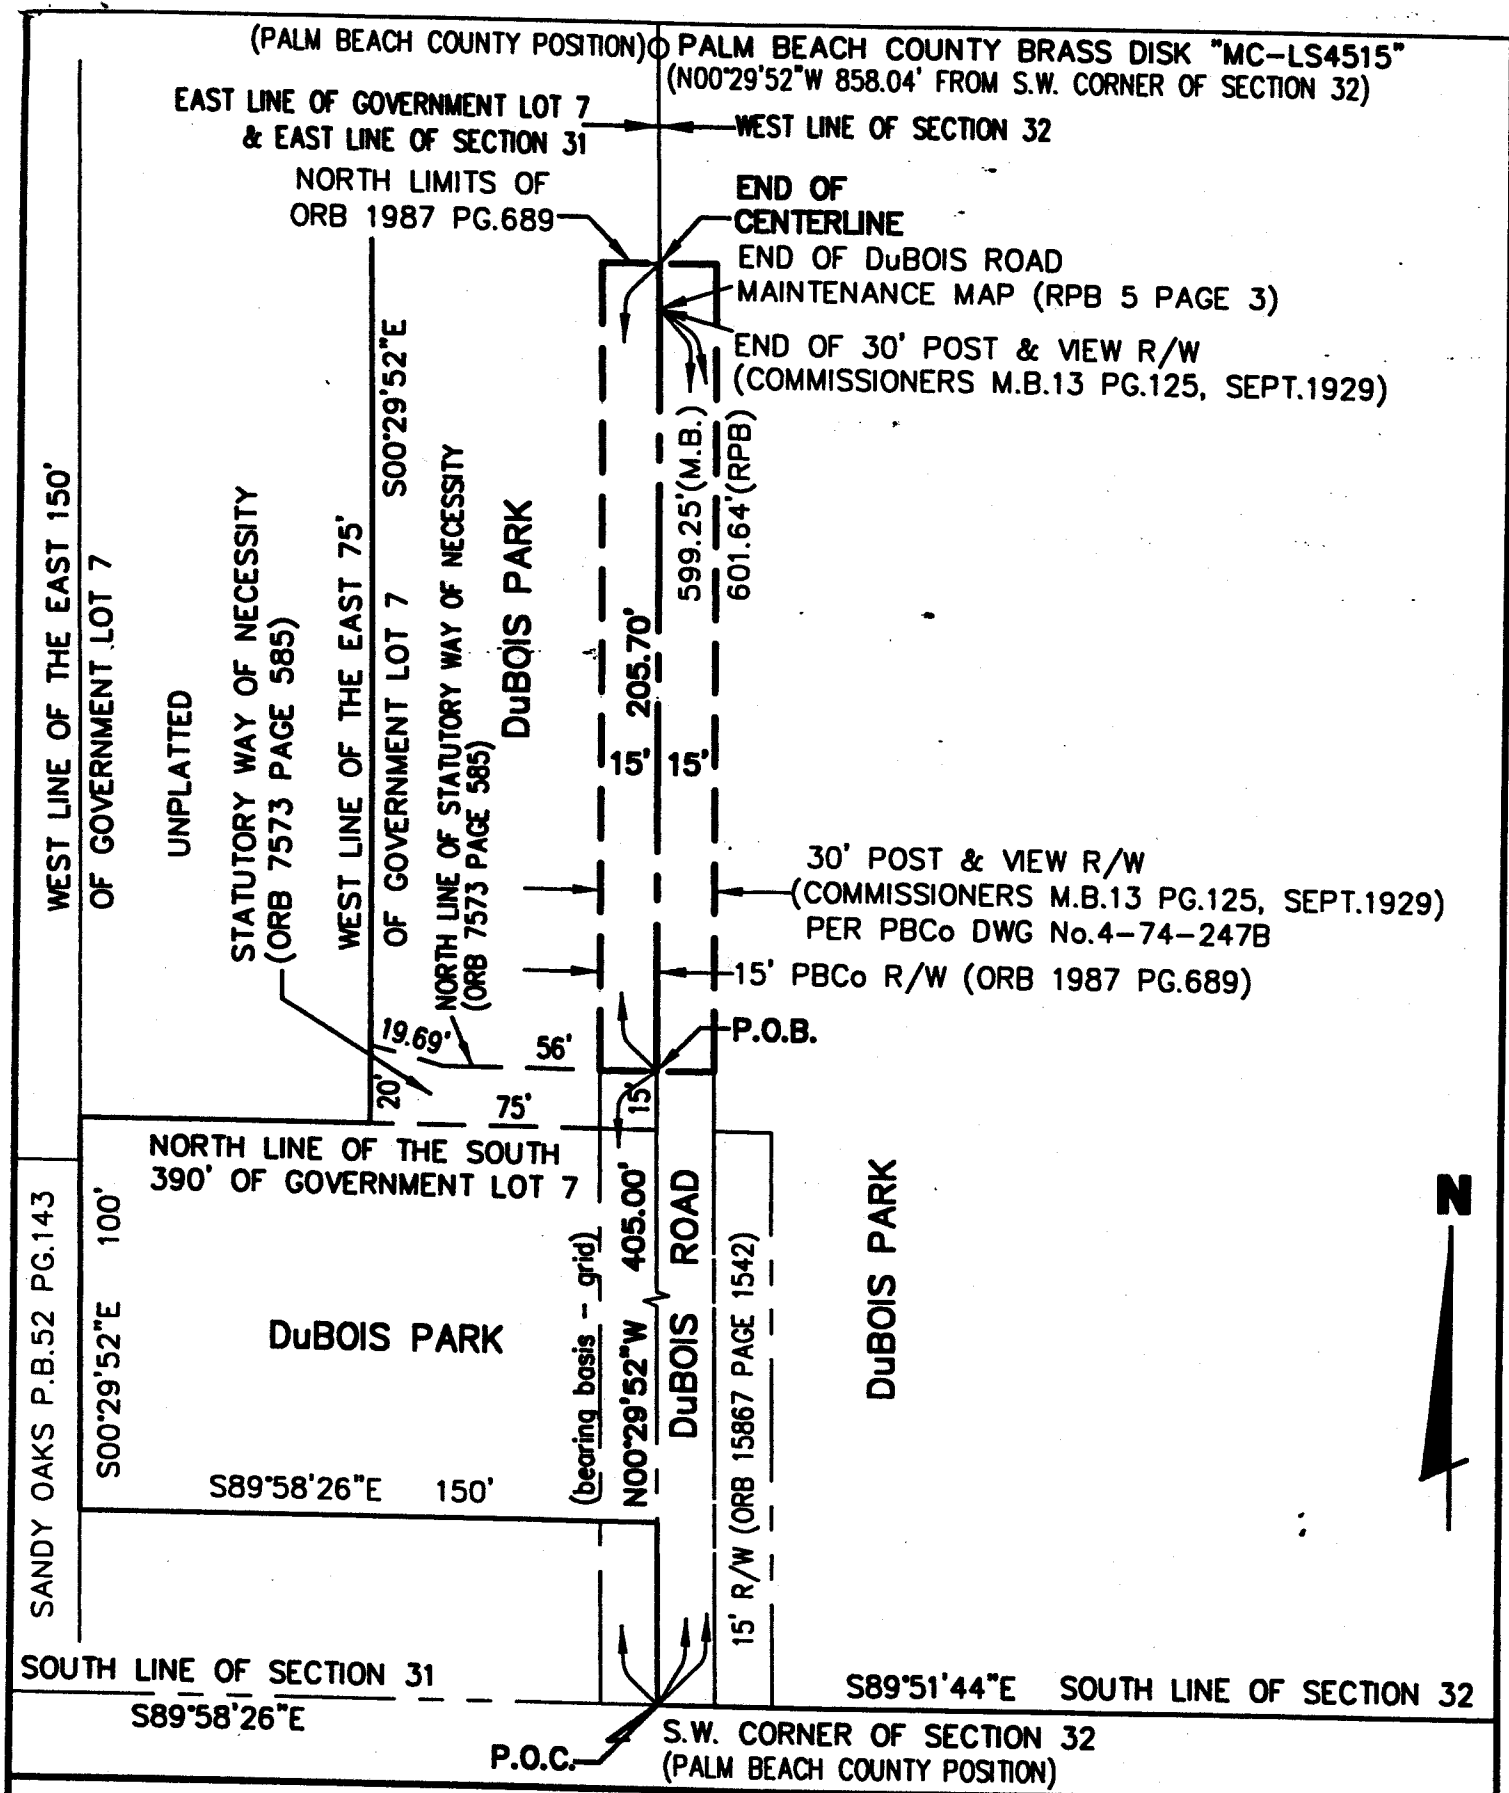 (PALM BEACH COUNTY POSITION)
PALM BEACH COUNTY BRASS DISK "MC-LS4515"
(N00°29'52"W 858.04' FROM S.W. CORNER OF SECTION 32)
EAST LINE OF GOVERNMENT LOT 7
& EAST LINE OF SECTION 31
WEST LINE OF SECTION 32
NORTH LIMITS OF
ORB 1987 PG.689
END OF
CENTERLINE
END OF DuBOIS ROAD
MAINTENANCE MAP (RPB 5 PAGE 3)
END OF 30' POST & VIEW R/W
(COMMISSIONERS M.B.13 PG.125, SEPT.1929)
WEST LINE OF THE EAST 150'
OF GOVERNMENT LOT 7
UNPLATTED
STATUTORY WAY OF NECESSITY
(ORB 7573 PAGE 585)
WEST LINE OF THE EAST 75'
OF GOVERNMENT LOT 7
S00°29'52"E
NORTH LINE OF STATUTORY WAY OF NECESSITY
(ORB 7573 PAGE 585)
DuBOIS PARK
205.70'
599.25'(M.B.)
601.64'(RPB)
15'
15'
30' POST & VIEW R/W
(COMMISSIONERS M.B.13 PG.125, SEPT.1929)
PER PBCo DWG No.4-74-247B
15' PBCo R/W (ORB 1987 PG.689)
P.O.B.
19.69'
56'
20'
75'
15'
NORTH LINE OF THE SOUTH
390' OF GOVERNMENT LOT 7
SANDY OAKS P.B.52 PG.143
S00°29'52"E 100'
DuBOIS PARK
S89°58'26"E 150'
(bearing basis - grid)
N00°29'52"W 405.00'
DuBOIS ROAD
15' R/W (ORB 15867 PAGE 1542)
DuBOIS PARK
N
SOUTH LINE OF SECTION 31
S89°58'26"E
S89°51'44"E SOUTH LINE OF SECTION 32
P.O.C.
S.W. CORNER OF SECTION 32
(PALM BEACH COUNTY POSITION)